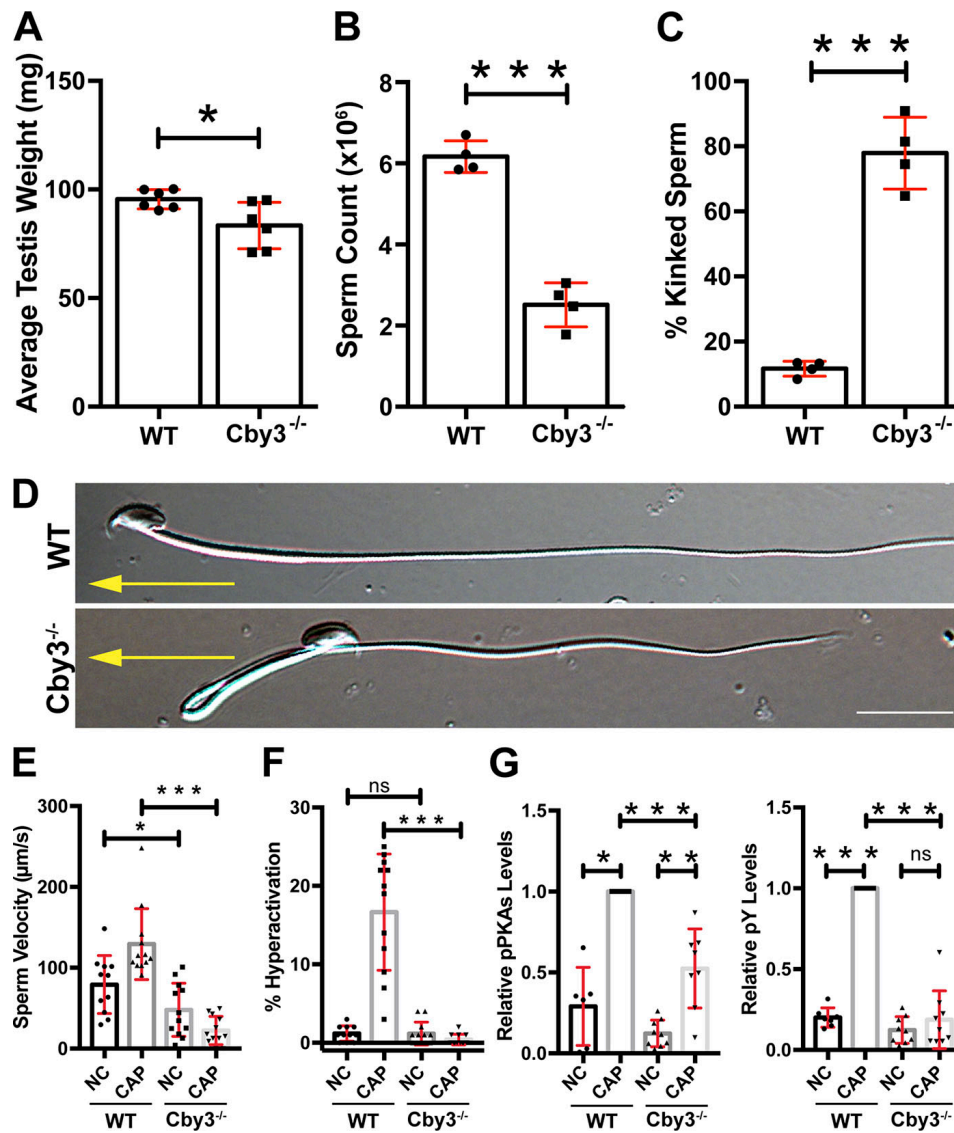 A
Average Testis Weight (mg)
150
100
50
0
*
WT
Cby3-/-
B
Sperm Count (x10⁶)
8
6
4
2
0
* * *
WT
Cby3-/-
C
% Kinked Sperm
100
80
60
40
20
0
* * *
WT
Cby3-/-
D
WT
Cby3-/-
E
Sperm Velocity (µm/s)
300
200
100
0
* * *
*
NC
CAP
NC
CAP
WT
Cby3-/-
F
% Hyperactivation
30
20
10
0
ns
* * *
NC
CAP
NC
CAP
WT
Cby3-/-
G
Relative pPKAs Levels
1.5
1.0
0.5
0.0
* * *
*
* *
NC
CAP
NC
CAP
WT
Cby3-/-
Relative pY Levels
1.5
1.0
0.5
0.0
* * *
* * *
ns
NC
CAP
NC
CAP
WT
Cby3-/-